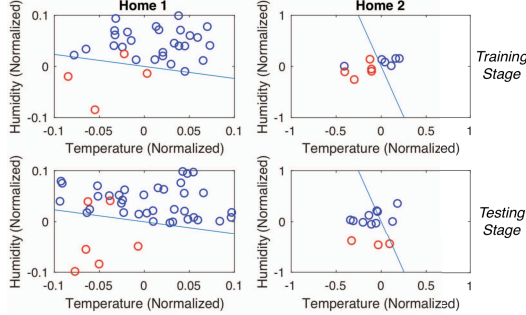 Home 1
Home 2
Humidity (Normalized)
0.1
0
-0.1
-0.1
-0.05
0
0.05
0.1
Temperature (Normalized)
Humidity (Normalized)
1
0
-1
-1
-0.5
0
0.5
1
Temperature (Normalized)
Training
Stage
Humidity (Normalized)
0.1
0
-0.1
-0.1
-0.05
0
0.05
0.1
Temperature (Normalized)
Humidity (Normalized)
1
0
-1
-1
-0.5
0
0.5
1
Temperature (Normalized)
Testing
Stage